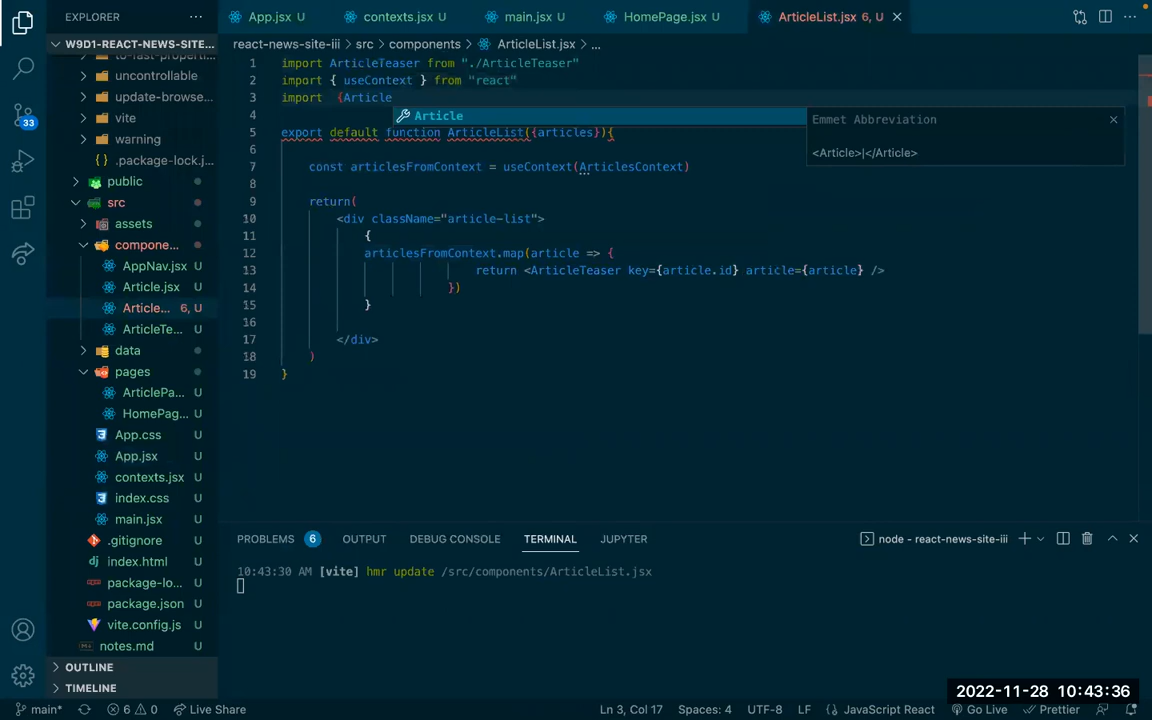 EXPLORER
App.jsx U
contexts.jsx U
main.jsx U
HomePage.jsx U
ArticleList.jsx 6, U
W9D1-REACT-NEWS-SITE...
react-news-site-iii > src > components > ArticleList.jsx > ...
uncontrollable
update-browse...
vite
warning
{} .package-lock.j...
public
src
assets
compone...
AppNav.jsx U
Article.jsx U
Article... 6, U
ArticleTe... U
data
pages
ArticlePa... U
HomePag... U
App.css U
App.jsx U
contexts.jsx U
index.css U
main.jsx U
.gitignore U
index.html U
package-lo... U
package.json U
vite.config.js U
notes.md U
OUTLINE
TIMELINE
33
1 import ArticleTeaser from "./ArticleTeaser"
2 import { useContext } from "react"
3 import {Article
4
Article
Emmet Abbreviation
<Article>|</Article>
5 export default function ArticleList({articles}){
6
7 const articlesFromContext = useContext(ArticlesContext)
8
9 return(
10 <div className="article-list">
11 {
12 articlesFromContext.map(article => {
13 return <ArticleTeaser key={article.id} article={article} />
14 })
15 }
16
17 </div>
18 )
19 }
PROBLEMS 6 OUTPUT DEBUG CONSOLE TERMINAL JUPYTER
node - react-news-site-iii
10:43:30 AM [vite] hmr update /src/components/ArticleList.jsx
2022-11-28 10:43:36
main* 6 0 Live Share Ln 3, Col 17 Spaces: 4 UTF-8 LF {} JavaScript React Go Live Prettier